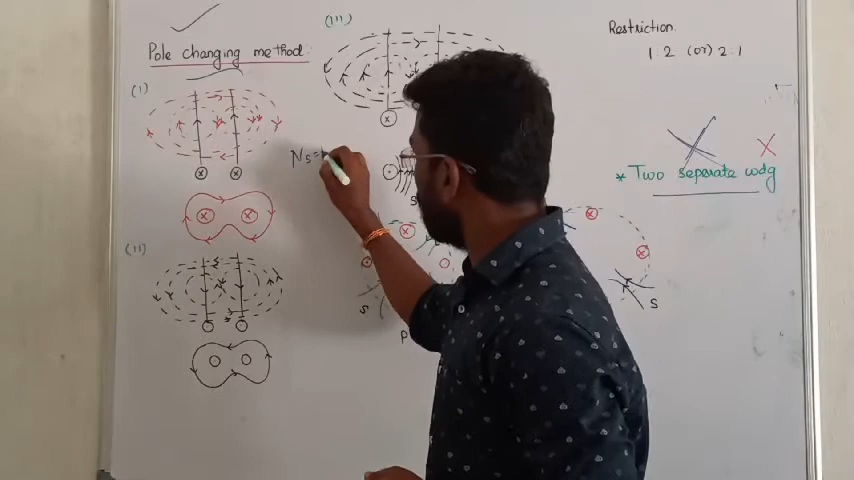 Pole changing method:
(I)
(II)
(III)
Ns=
S
S
P
Restriction.
1:2 (or) 2:1
* Two separate wdg
S